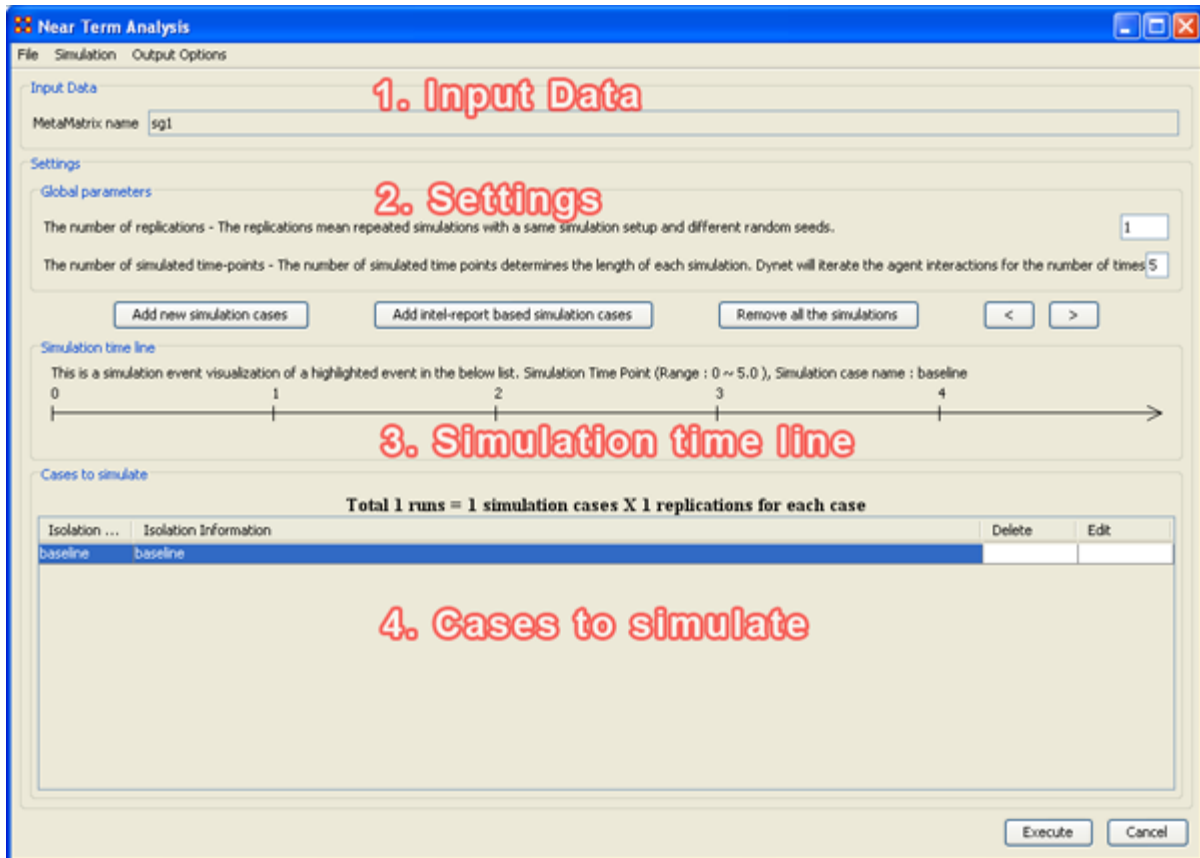 Near Term Analysis
File Simulation Output Options
Input Data
1. Input Data
MetaMatrix name sg1
Settings
Global parameters
2. Settings
The number of replications - The replications mean repeated simulations with a same simulation setup and different random seeds. 1
The number of simulated time-points - The number of simulated time points determines the length of each simulation. Dynet will iterate the agent interactions for the number of times 5
Add new simulation cases Add intel-report based simulation cases Remove all the simulations < >
Simulation time line
This is a simulation event visualization of a highlighted event in the below list. Simulation Time Point (Range : 0 ~ 5.0 ), Simulation case name : baseline
0 1 2 3 4
3. Simulation time line
Cases to simulate
Total 1 runs = 1 simulation cases X 1 replications for each case
Isolation ... Isolation Information Delete Edit
baseline baseline
4. Cases to simulate
Execute Cancel